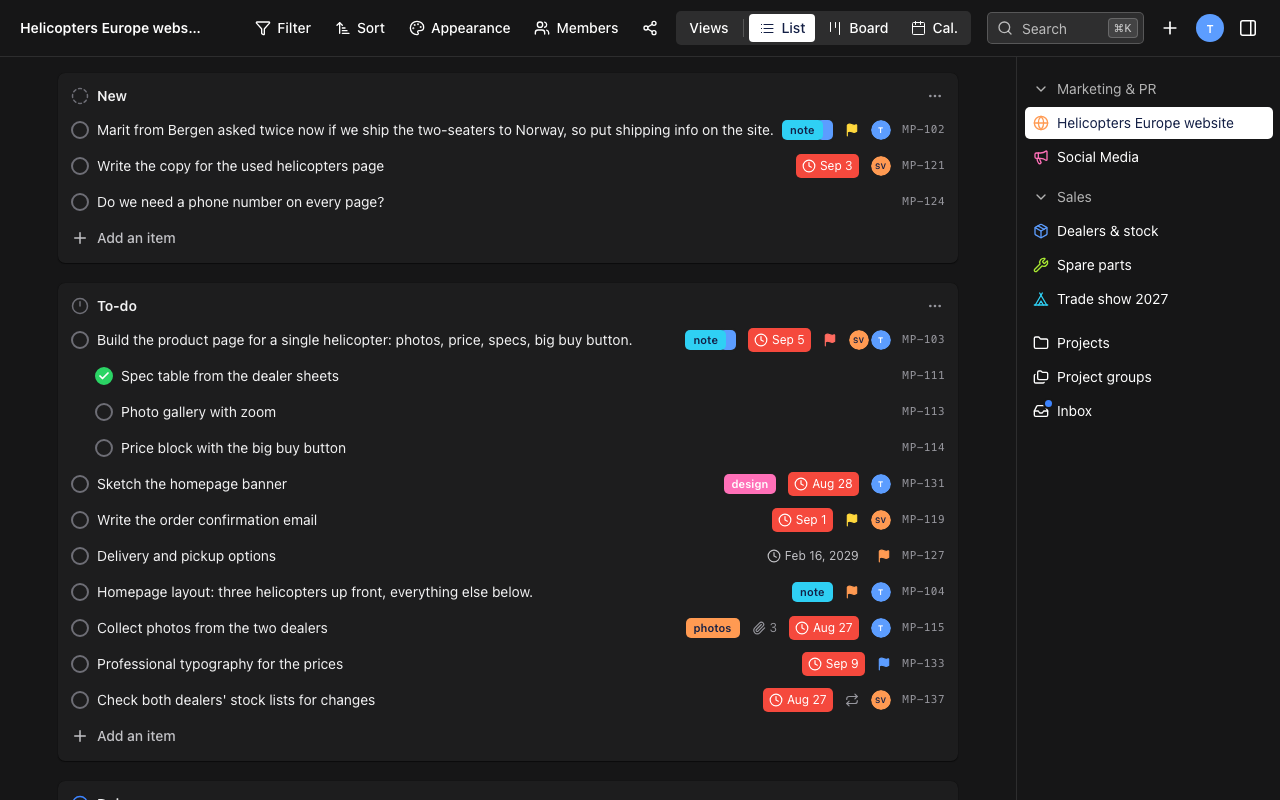 Helicopters Europe webs...
Filter
Sort
Appearance
Members
Views
List
Board
Cal.
Search
⌘K
T
New
Marit from Bergen asked twice now if we ship the two-seaters to Norway, so put shipping info on the site. note T MP-102
Write the copy for the used helicopters page Sep 3 SV MP-121
Do we need a phone number on every page? MP-124
Add an item
To-do
Build the product page for a single helicopter: photos, price, specs, big buy button. note Sep 5 SV T MP-103
Spec table from the dealer sheets MP-111
Photo gallery with zoom MP-113
Price block with the big buy button MP-114
Sketch the homepage banner design Aug 28 T MP-131
Write the order confirmation email Sep 1 SV MP-119
Delivery and pickup options Feb 16, 2029 MP-127
Homepage layout: three helicopters up front, everything else below. note T MP-104
Collect photos from the two dealers photos 3 Aug 27 T MP-115
Professional typography for the prices Sep 9 MP-133
Check both dealers' stock lists for changes Aug 27 SV MP-137
Add an item
Marketing & PR
Helicopters Europe website
Social Media
Sales
Dealers & stock
Spare parts
Trade show 2027
Projects
Project groups
Inbox